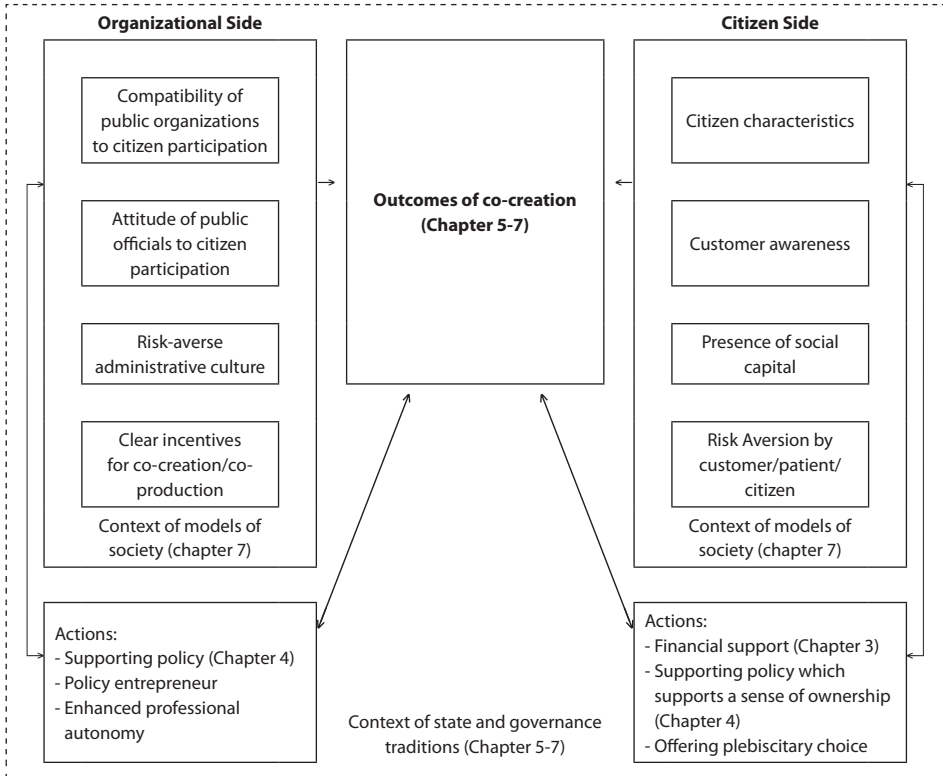 Organizational Side
Compatibility of
public organizations
to citizen participation
Attitude of public
officials to citizen
participation
Risk-averse
administrative culture
Clear incentives
for co-creation/co-
production
Context of models of
society (chapter 7)
Actions:
- Supporting policy (Chapter 4)
- Policy entrepreneur
- Enhanced professional
autonomy
Outcomes of co-creation
(Chapter 5-7)
Context of state and governance
traditions (Chapter 5-7)
Citizen Side
Citizen characteristics
Customer awareness
Presence of social
capital
Risk Aversion by
customer/patient/
citizen
Context of models of
society (chapter 7)
Actions:
- Financial support (Chapter 3)
- Supporting policy which
supports a sense of ownership
(Chapter 4)
- Offering plebiscitary choice